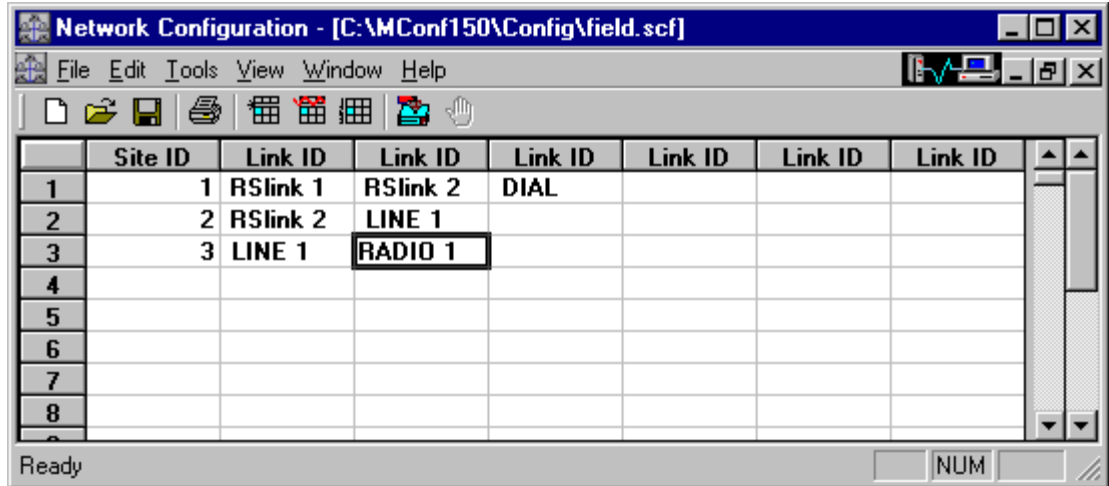 Network Configuration - [C:\MConf150\Config\field.scf]
File Edit Tools View Window Help
Site ID Link ID Link ID Link ID Link ID Link ID Link ID
1 1 RSlink 1 RSlink 2 DIAL
2 2 RSlink 2 LINE 1
3 3 LINE 1 RADIO 1
4
5
6
7
8
Ready NUM